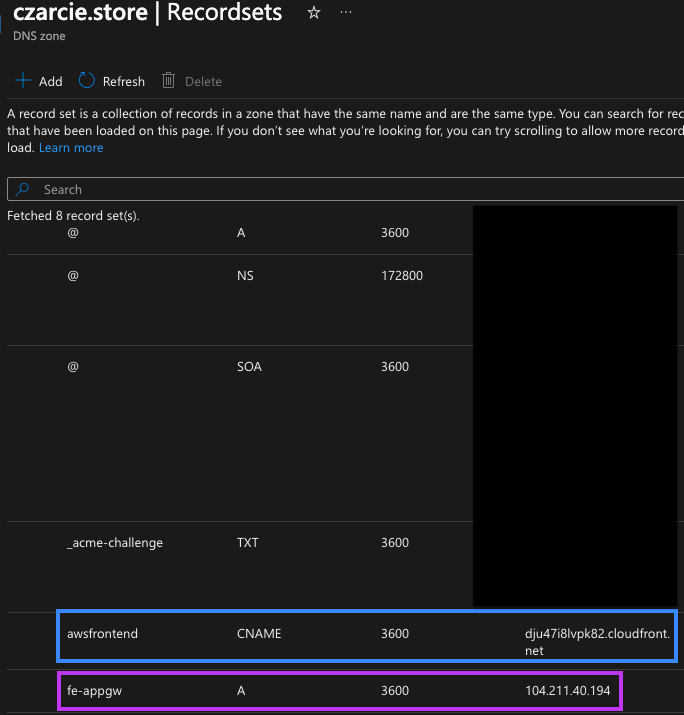 czarcie.store | Recordsets ☆ ...
DNS zone
Add Refresh Delete
A record set is a collection of records in a zone that have the same name and are the same type. You can search for rec
that have been loaded on this page. If you don't see what you're looking for, you can try scrolling to allow more record
load. Learn more
Search
Fetched 8 record set(s).
@ A 3600
@ NS 172800
@ SOA 3600
_acme-challenge TXT 3600
awsfrontend CNAME 3600 dju47i8lvpk82.cloudfront.
net
fe-appgw A 3600 104.211.40.194